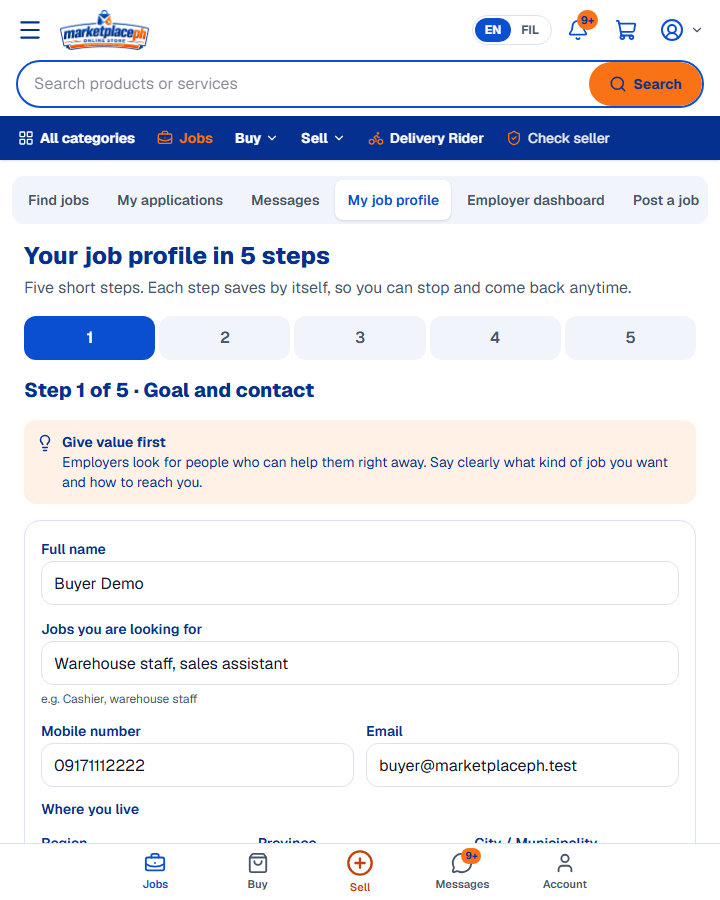 marketplaceph
ONLINE STORE
EN FIL
9+
Search products or services
Search
All categories Jobs Buy Sell Delivery Rider Check seller
Find jobs My applications Messages My job profile Employer dashboard Post a job
Your job profile in 5 steps
Five short steps. Each step saves by itself, so you can stop and come back anytime.
1 2 3 4 5
Step 1 of 5 · Goal and contact
Give value first
Employers look for people who can help them right away. Say clearly what kind of job you want
and how to reach you.
Full name
Buyer Demo
Jobs you are looking for
Warehouse staff, sales assistant
e.g. Cashier, warehouse staff
Mobile number Email
09171112222 buyer@marketplaceph.test
Where you live
Region Province City / Municipality
9+
Jobs Buy Sell Messages Account